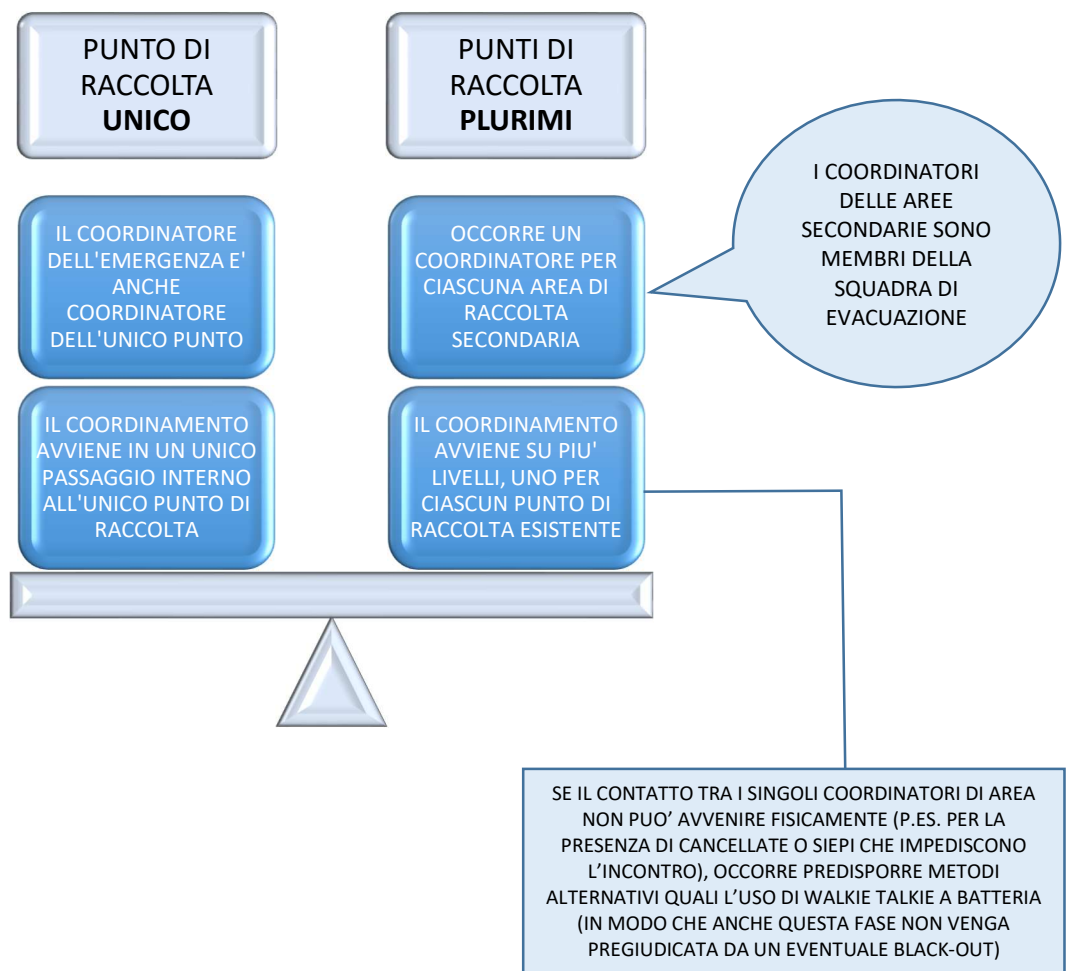 PUNTO DI
RACCOLTA
UNICO
PUNTI DI
RACCOLTA
PLURIMI
IL COORDINATORE
DELL'EMERGENZA E'
ANCHE
COORDINATORE
DELL'UNICO PUNTO
OCCORRE UN
COORDINATORE PER
CIASCUNA AREA DI
RACCOLTA
SECONDARIA
I COORDINATORI
DELLE AREE
SECONDARIE SONO
MEMBRI DELLA
SQUADRA DI
EVACUAZIONE
IL COORDINAMENTO
AVVIENE IN UN UNICO
PASSAGGIO INTERNO
ALL'UNICO PUNTO DI
RACCOLTA
IL COORDINAMENTO
AVVIENE SU PIU'
LIVELLI, UNO PER
CIASCUN PUNTO DI
RACCOLTA ESISTENTE
SE IL CONTATTO TRA I SINGOLI COORDINATORI DI AREA
NON PUO’ AVVENIRE FISICAMENTE (P.ES. PER LA
PRESENZA DI CANCELLATE O SIEPI CHE IMPEDISCONO
L’INCONTRO), OCCORRE PREDISPORRE METODI
ALTERNATIVI QUALI L’USO DI WALKIE TALKIE A BATTERIA
(IN MODO CHE ANCHE QUESTA FASE NON VENGA
PREGIUDICATA DA UN EVENTUALE BLACK-OUT)